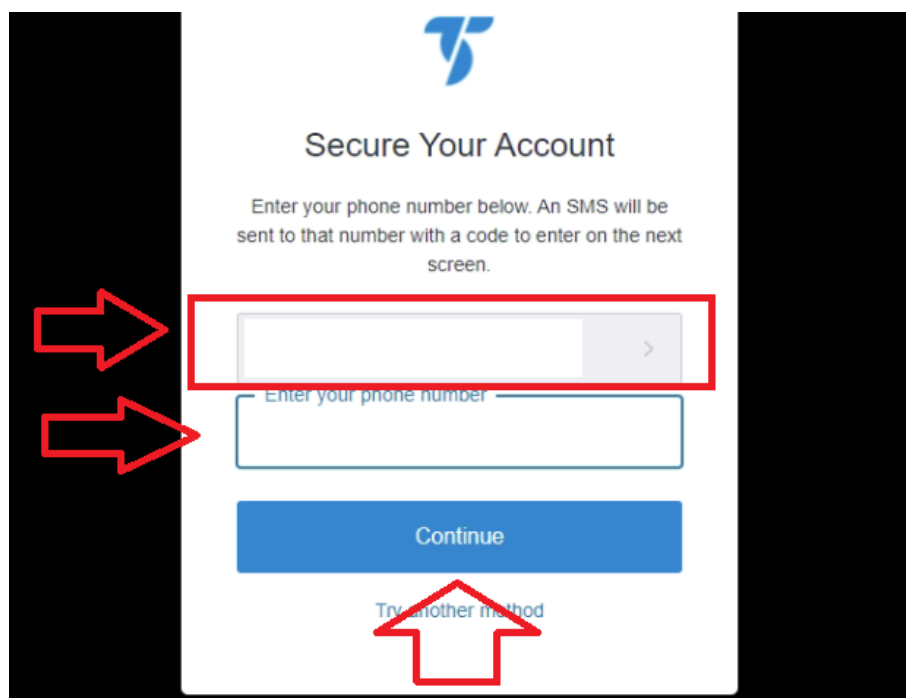 Secure Your Account
Enter your phone number below. An SMS will be
sent to that number with a code to enter on the next
screen.
Enter your phone number
Continue
Try another method